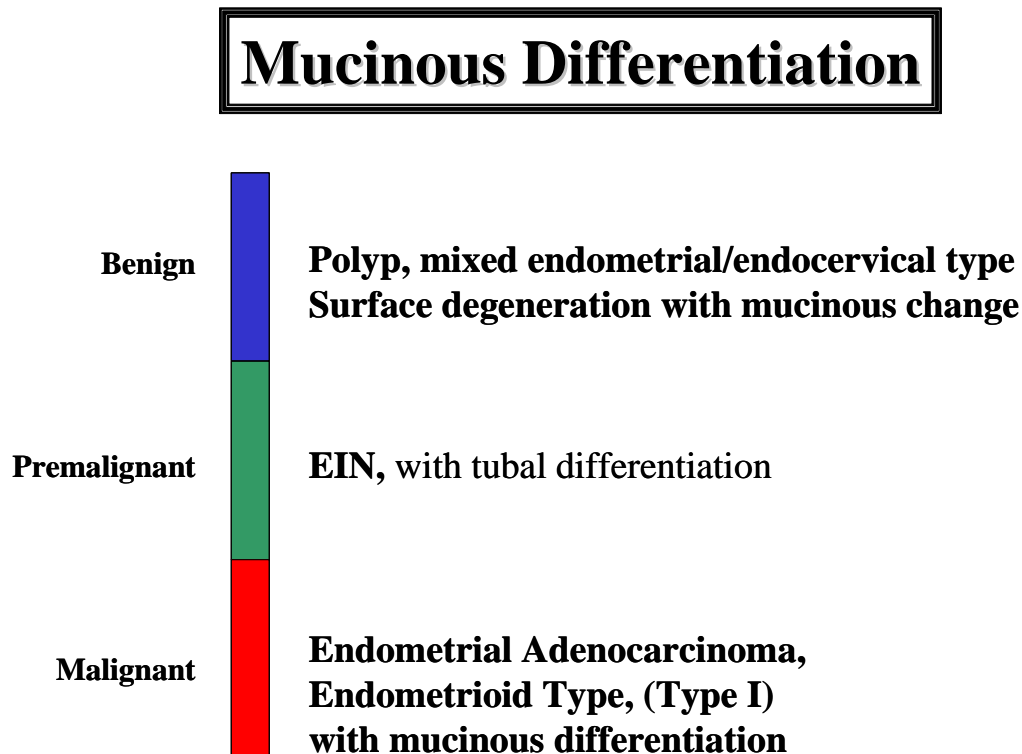 Mucinous Differentiation
Benign
Polyp, mixed endometrial/endocervical type
Surface degeneration with mucinous change
Premalignant
EIN, with tubal differentiation
Malignant
Endometrial Adenocarcinoma,
Endometrioid Type, (Type I)
with mucinous differentiation